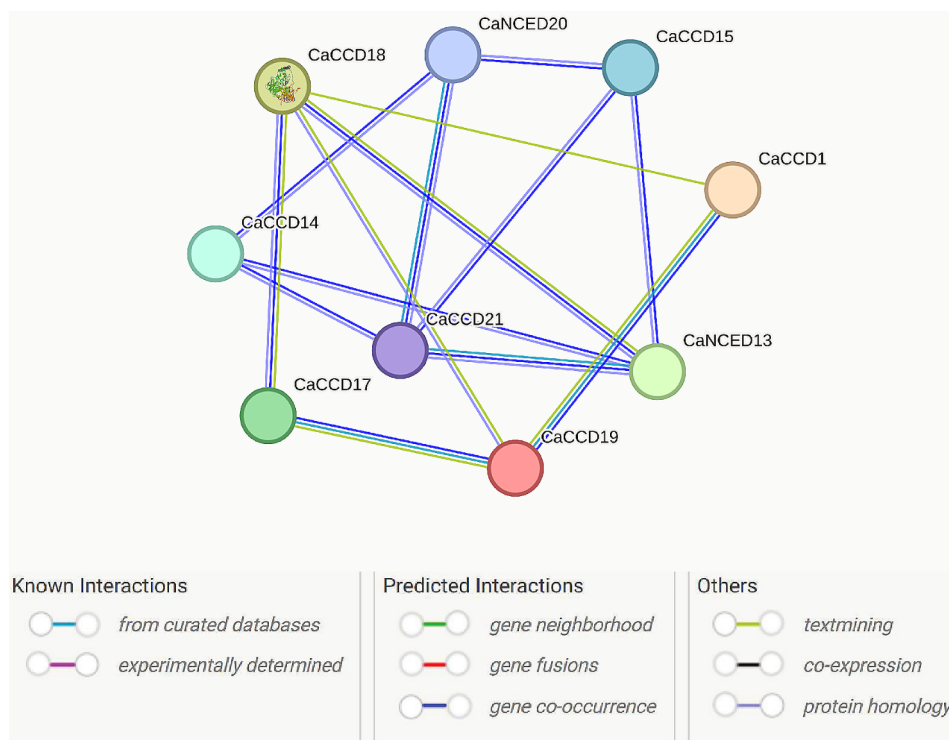 CaNCED20
CaCCD15
CaCCD18
CaCCD1
CaCCD14
CaCCD21
CaNCED13
CaCCD17
CaCCD19
Known Interactions
from curated databases
experimentally determined
Predicted Interactions
gene neighborhood
gene fusions
gene co-occurrence
Others
textmining
co-expression
protein homology